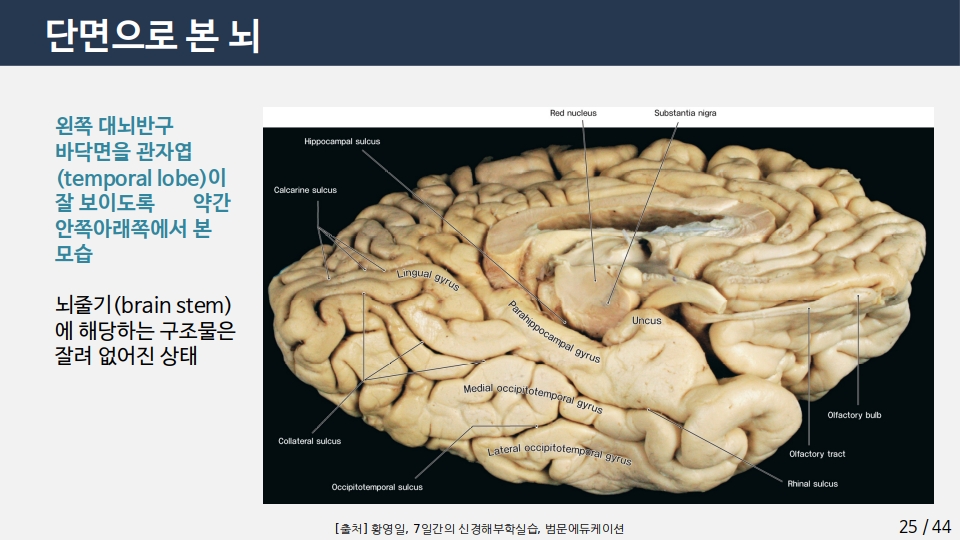 단면으로 본 뇌
왼쪽 대뇌반구
바닥면을 관자엽
(temporal lobe)이
잘 보이도록 약간
안쪽아래쪽에서 본
모습
뇌줄기(brain stem)
에 해당하는 구조물은
잘려 없어진 상태
Red nucleus
Substantia nigra
Hippocampal sulcus
Calcarine sulcus
Lingual gyrus
Parahippocampal gyrus
Uncus
Medial occipitotemporal gyrus
Lateral occipitotemporal gyrus
Collateral sulcus
Occipitotemporal sulcus
Olfactory bulb
Olfactory tract
Rhinal sulcus
[출처] 황영일, 7일간의 신경해부학실습, 범문에듀케이션
25 / 44